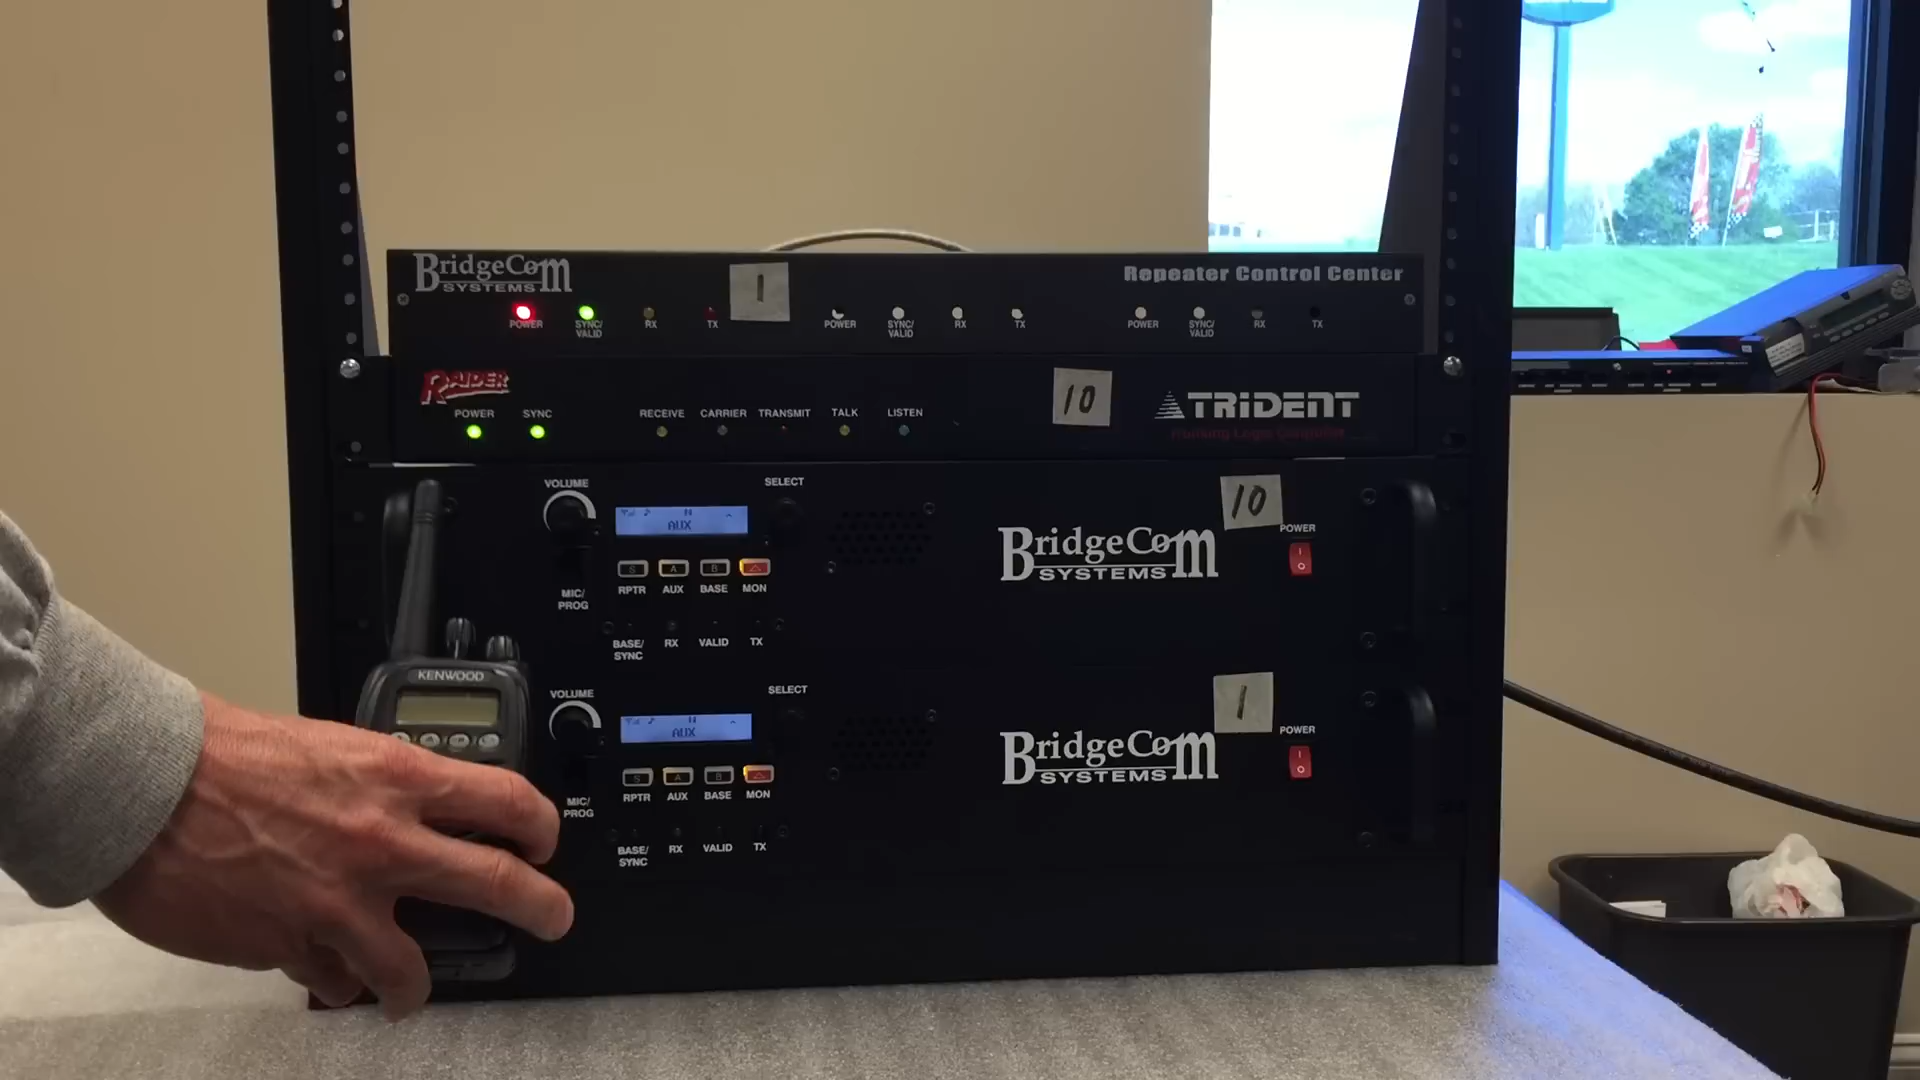 BridgeCom
SYSTEMS
1
Repeater Control Center
POWER SYNC/VALID RX TX POWER SYNC/VALID RX TX POWER SYNC/VALID RX TX
RAIDER
10
TRIDENT
POWER SYNC RECEIVE CARRIER TRANSMIT TALK LISTEN
Trunking Logic Controller
VOLUME
SELECT
10
AUX
POWER
BridgeCom
SYSTEMS
S A B
RPTR AUX BASE MON
MIC/
PROG
BASE/
SYNC
RX VALID TX
KENWOOD
VOLUME
SELECT
1
AUX
POWER
BridgeCom
SYSTEMS
S A B
RPTR AUX BASE MON
MIC/
PROG
BASE/
SYNC
RX VALID TX